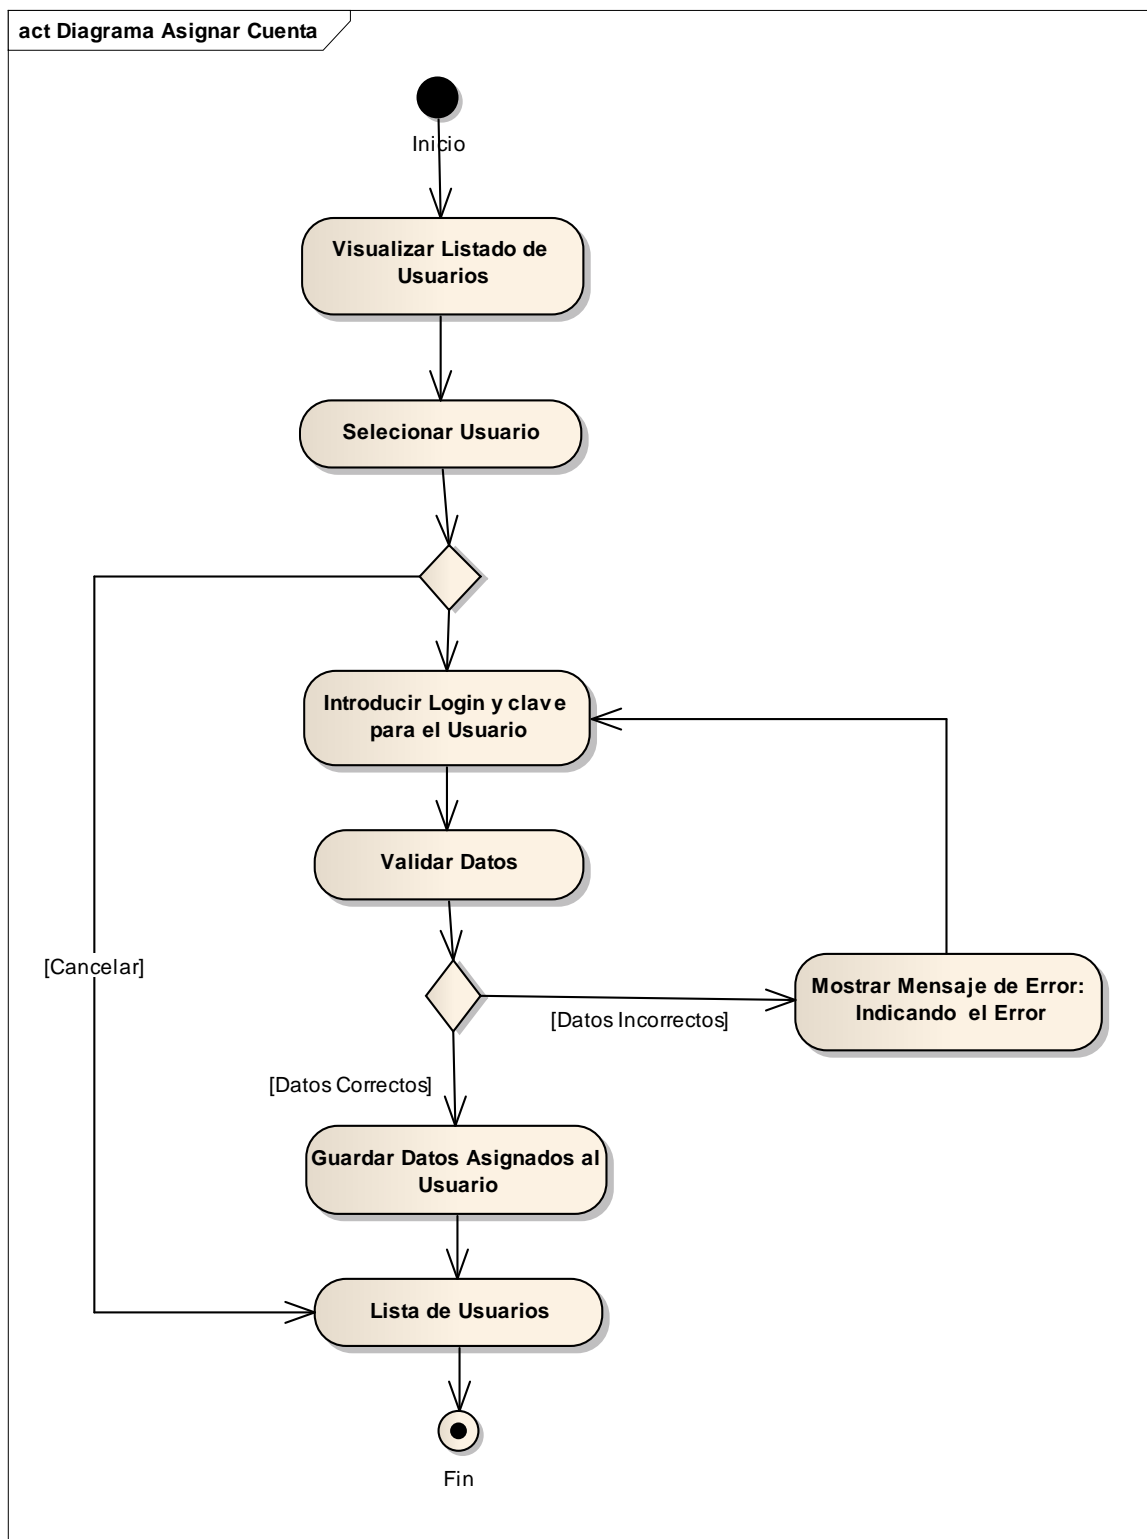 act Diagrama Asignar Cuenta
Inicio
Visualizar Listado de
Usuarios
Selecionar Usuario
Introducir Login y clave
para el Usuario
Validar Datos
[Cancelar]
Mostrar Mensaje de Error:
Indicando el Error
[Datos Incorrectos]
[Datos Correctos]
Guardar Datos Asignados al
Usuario
Lista de Usuarios
Fin